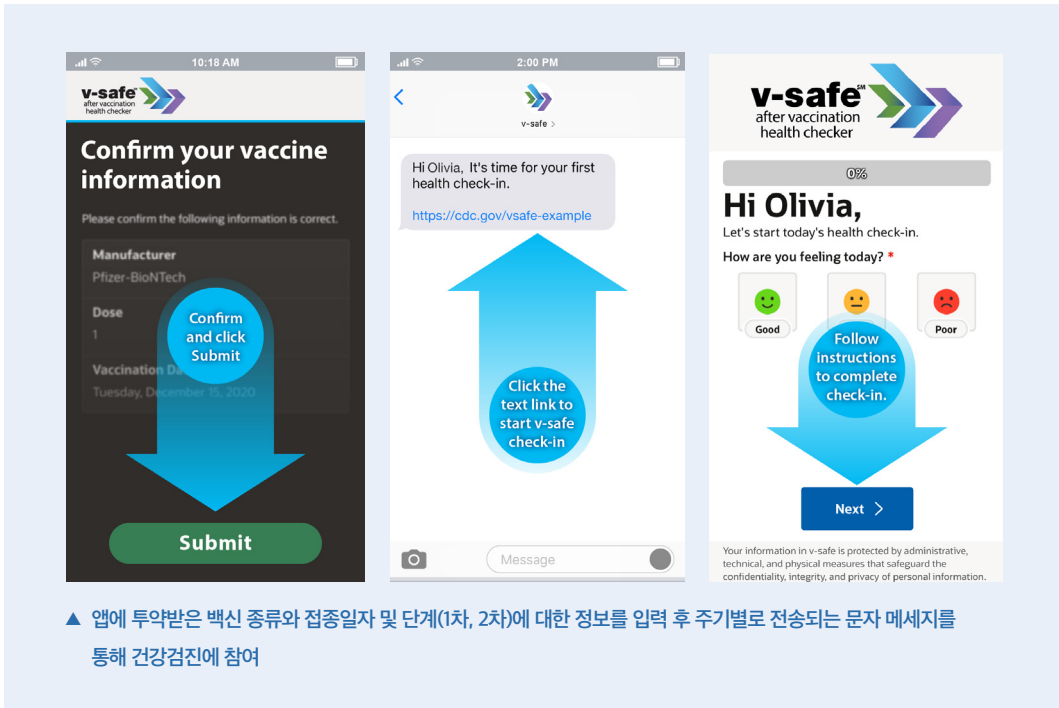 10:18 AM
v-safe℠
after vaccination
health checker
Confirm your vaccine
information
Please confirm the following information is correct.
Manufacturer
Pfizer-BioNTech
Dose
1
Confirm
and click
Submit
Vaccination Da
Tuesday, December 15, 2020
Submit
2:00 PM
v-safe >
Hi Olivia, It's time for your first
health check-in.
https://cdc.gov/vsafe-example
Click the
text link to
start v-safe
check-in
Message
v-safe℠
after vaccination
health checker
0%
Hi Olivia,
Let's start today's health check-in.
How are you feeling today? *
Good
Poor
Follow
instructions
to complete
check-in.
Next >
Your information in v-safe is protected by administrative,
technical, and physical measures that safeguard the
confidentiality, integrity, and privacy of personal information.
▲ 앱에 투약받은 백신 종류와 접종일자 및 단계(1차, 2차)에 대한 정보를 입력 후 주기별로 전송되는 문자 메세지를
통해 건강검진에 참여